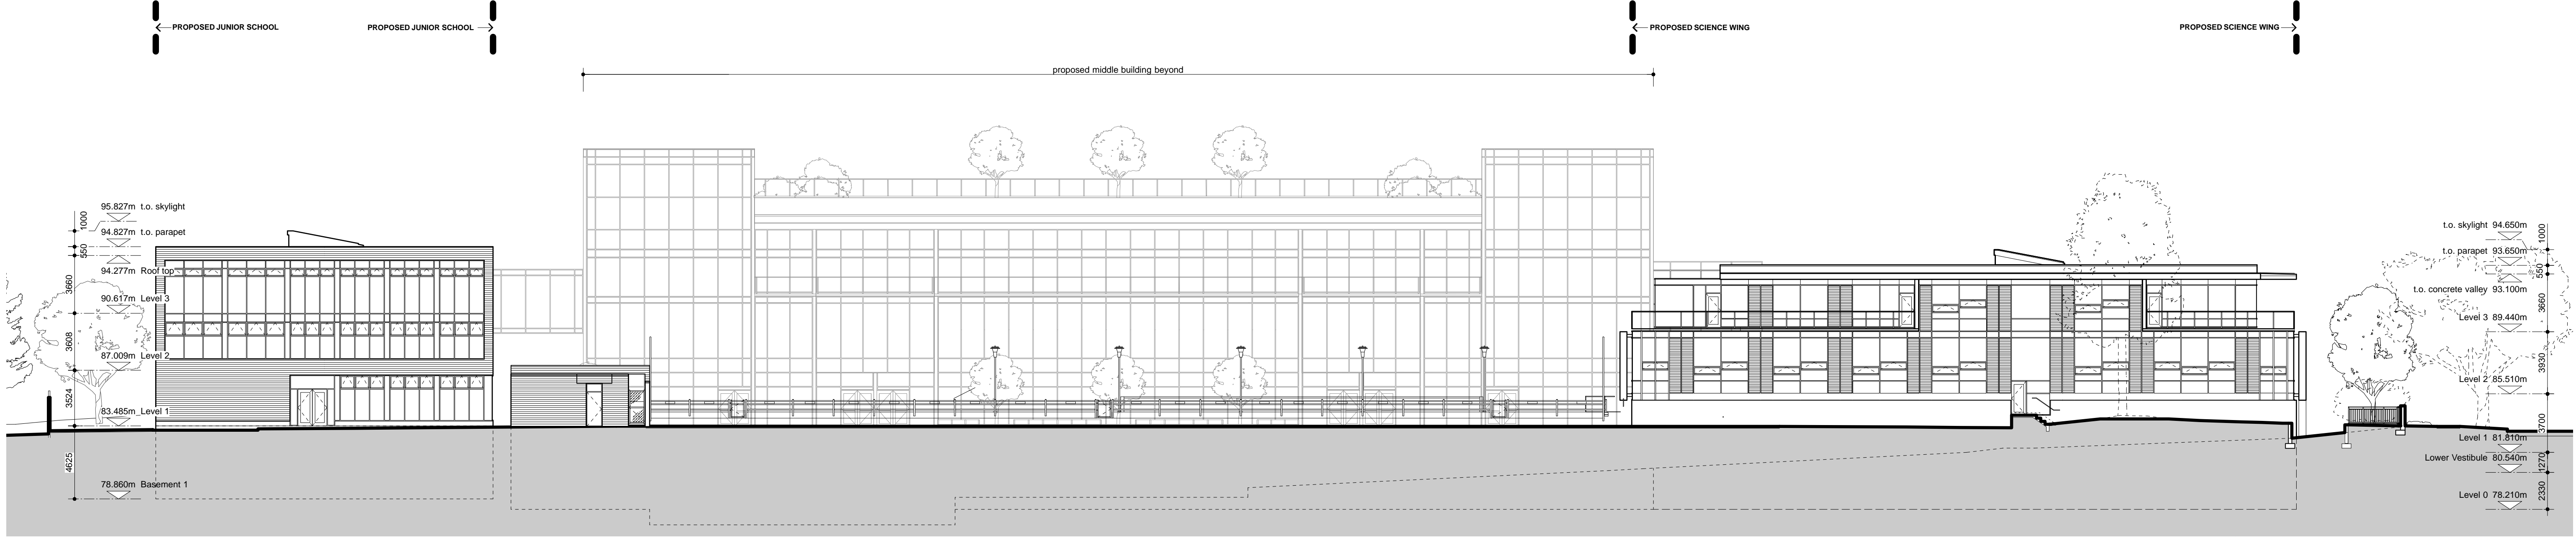 PROPOSED JUNIOR SCHOOL
PROPOSED JUNIOR SCHOOL
PROPOSED SCIENCE WING
PROPOSED SCIENCE WING
proposed middle building beyond
95.827m t.o. skylight
1000
94.827m t.o. parapet
550
94.277m Roof top
3660
90.617m Level 3
3608
87.009m Level 2
3524
83.485m Level 1
4625
78.860m Basement 1
t.o. skylight 94.650m
1000
t.o. parapet 93.650m
550
t.o. concrete valley 93.100m
3660
Level 3 89.440m
3930
Level 2 85.510m
3700
Level 1 81.810m
1270
Lower Vestibule 80.540m
2330
Level 0 78.210m